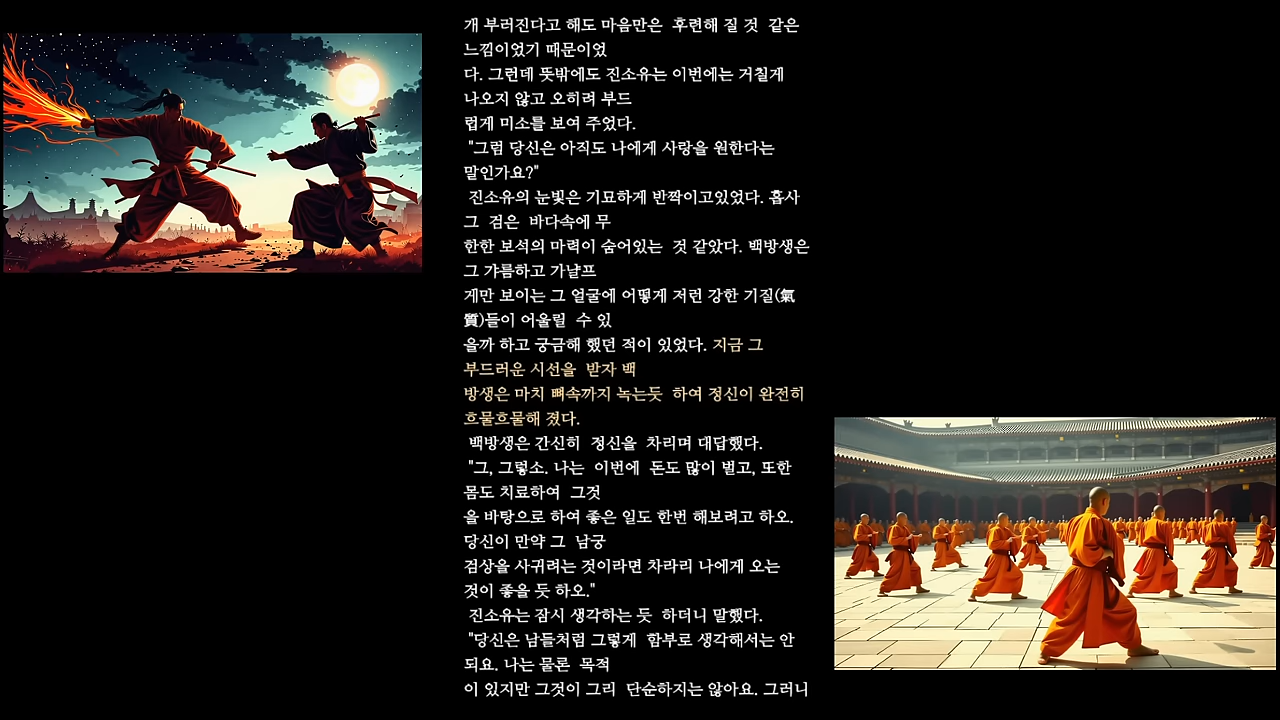 개 부러진다고 해도 마음만은 후련해 질 것 같은
느낌이었기 때문이었
다. 그런데 뜻밖에도 진소유는 이번에는 거칠게
나오지 않고 오히려 부드
럽게 미소를 보여 주었다.
"그럼 당신은 아직도 나에게 사랑을 원한다는
말인가요?"
진소유의 눈빛은 기묘하게 반짝이고있었다. 흡사
그 검은 바다속에 무
한한 보석의 마력이 숨어있는 것 같았다. 백방생은
그 갸름하고 가냘프
게만 보이는 그 얼굴에 어떻게 저런 강한 기질(氣
質)들이 어울릴 수 있
을까 하고 궁금해 했던 적이 있었다. 지금 그
부드러운 시선을 받자 백
방생은 마치 뼈속까지 녹는듯 하여 정신이 완전히
흐물흐물해 졌다.
백방생은 간신히 정신을 차리며 대답했다.
"그, 그렇소. 나는 이번에 돈도 많이 벌고, 또한
몸도 치료하여 그것
을 바탕으로 하여 좋은 일도 한번 해보려고 하오.
당신이 만약 그 남궁
검상을 사귀려는 것이라면 차라리 나에게 오는
것이 좋을 듯 하오."
진소유는 잠시 생각하는 듯 하더니 말했다.
"당신은 남들처럼 그렇게 함부로 생각해서는 안
되요. 나는 물론 목적
이 있지만 그것이 그리 단순하지는 않아요. 그러니